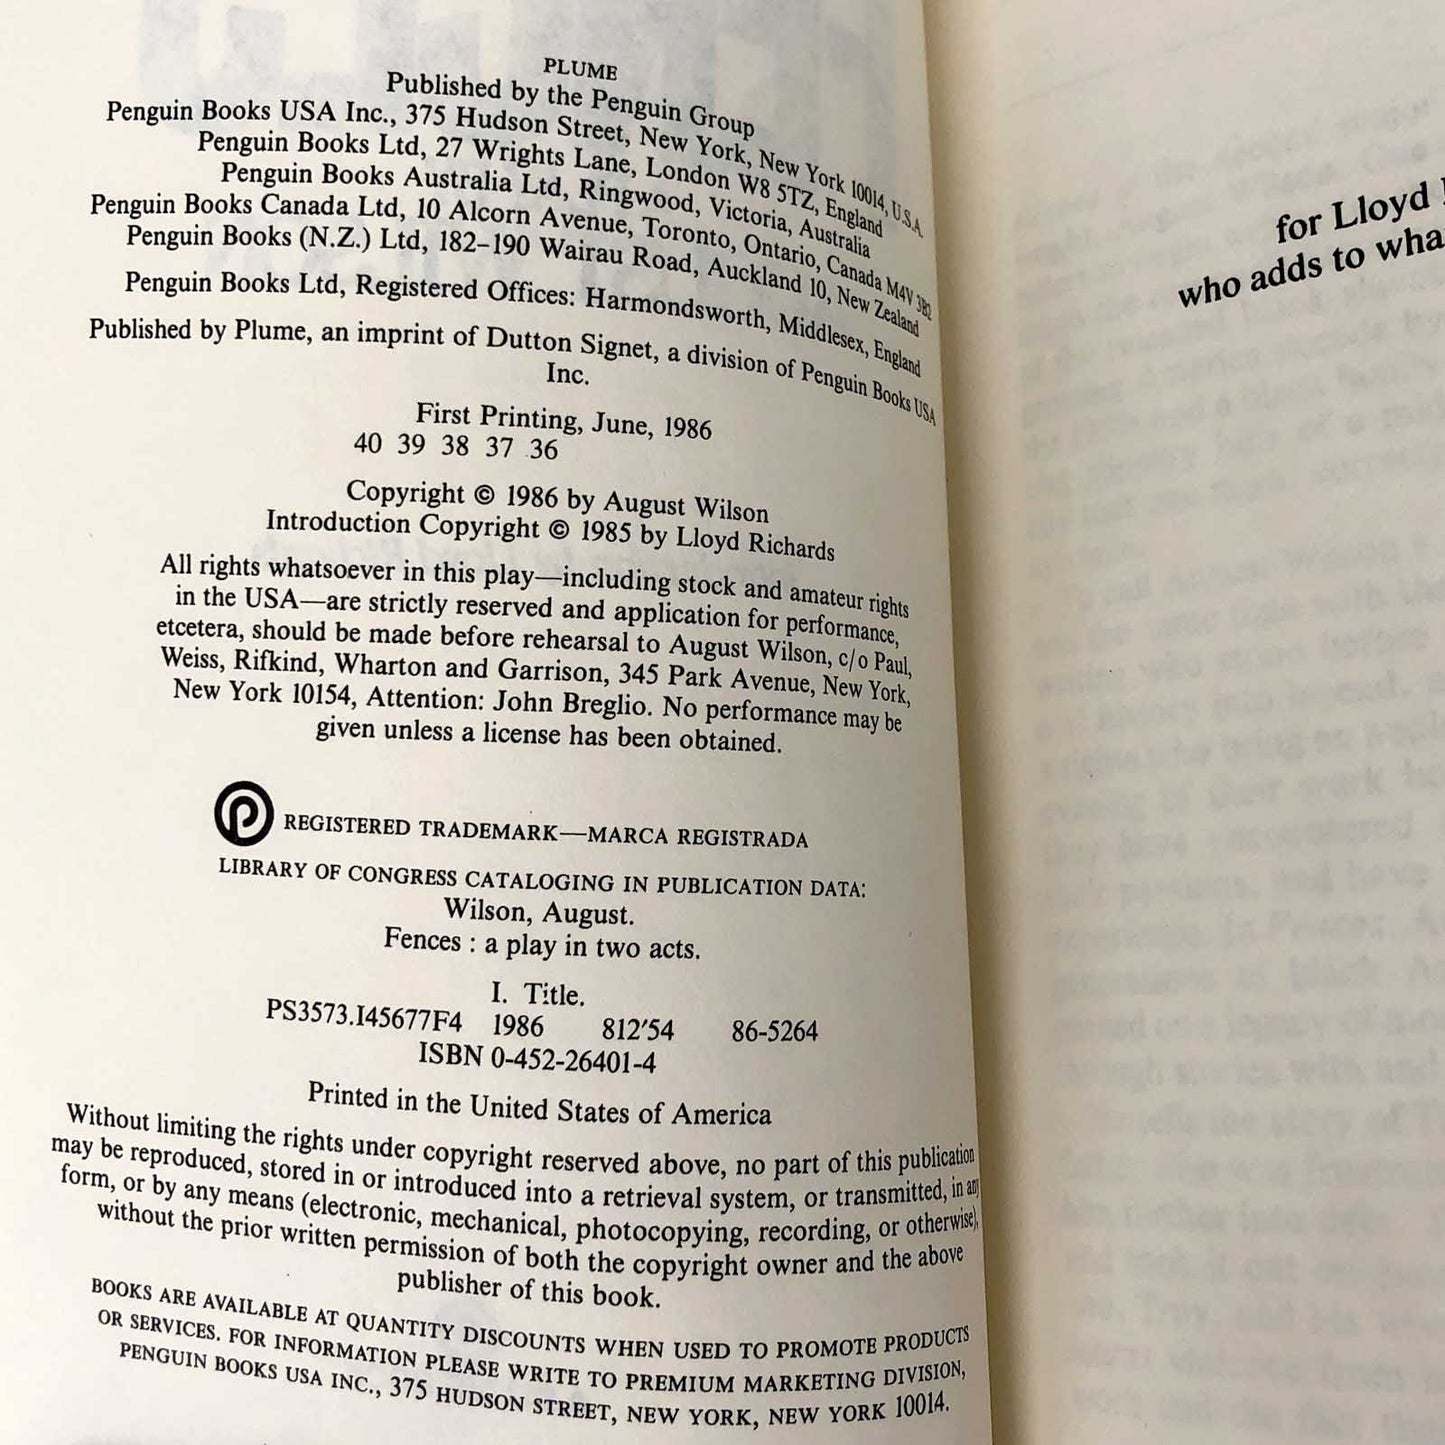 PLUME
Published by the Penguin Group
Penguin Books USA Inc., 375 Hudson Street, New York, New York 10014, U.S.A.
Penguin Books Ltd, 27 Wrights Lane, London W8 5TZ, England
Penguin Books Australia Ltd, Ringwood, Victoria, Australia
Penguin Books Canada Ltd, 10 Alcorn Avenue, Toronto, Ontario, Canada M4V 3B2
Penguin Books (N.Z.) Ltd, 182–190 Wairau Road, Auckland 10, New Zealand
Penguin Books Ltd, Registered Offices: Harmondsworth, Middlesex, England
Published by Plume, an imprint of Dutton Signet, a division of Penguin Books USA
Inc.
First Printing, June, 1986
40 39 38 37 36
Copyright © 1986 by August Wilson
Introduction Copyright © 1985 by Lloyd Richards
All rights whatsoever in this play—including stock and amateur rights
in the USA—are strictly reserved and application for performance,
etcetera, should be made before rehearsal to August Wilson, c/o Paul,
Weiss, Rifkind, Wharton and Garrison, 345 Park Avenue, New York,
New York 10154, Attention: John Breglio. No performance may be
given unless a license has been obtained.
REGISTERED TRADEMARK—MARCA REGISTRADA
LIBRARY OF CONGRESS CATALOGING IN PUBLICATION DATA:
Wilson, August.
Fences : a play in two acts.
I. Title.
PS3573.I45677F4 1986 812'54 86-5264
ISBN 0-452-26401-4
Printed in the United States of America
Without limiting the rights under copyright reserved above, no part of this publication
may be reproduced, stored in or introduced into a retrieval system, or transmitted, in any
form, or by any means (electronic, mechanical, photocopying, recording, or otherwise),
without the prior written permission of both the copyright owner and the above
publisher of this book.
BOOKS ARE AVAILABLE AT QUANTITY DISCOUNTS WHEN USED TO PROMOTE PRODUCTS
OR SERVICES. FOR INFORMATION PLEASE WRITE TO PREMIUM MARKETING DIVISION,
PENGUIN BOOKS USA INC., 375 HUDSON STREET, NEW YORK, NEW YORK 10014.
for Lloyd
who adds to wha